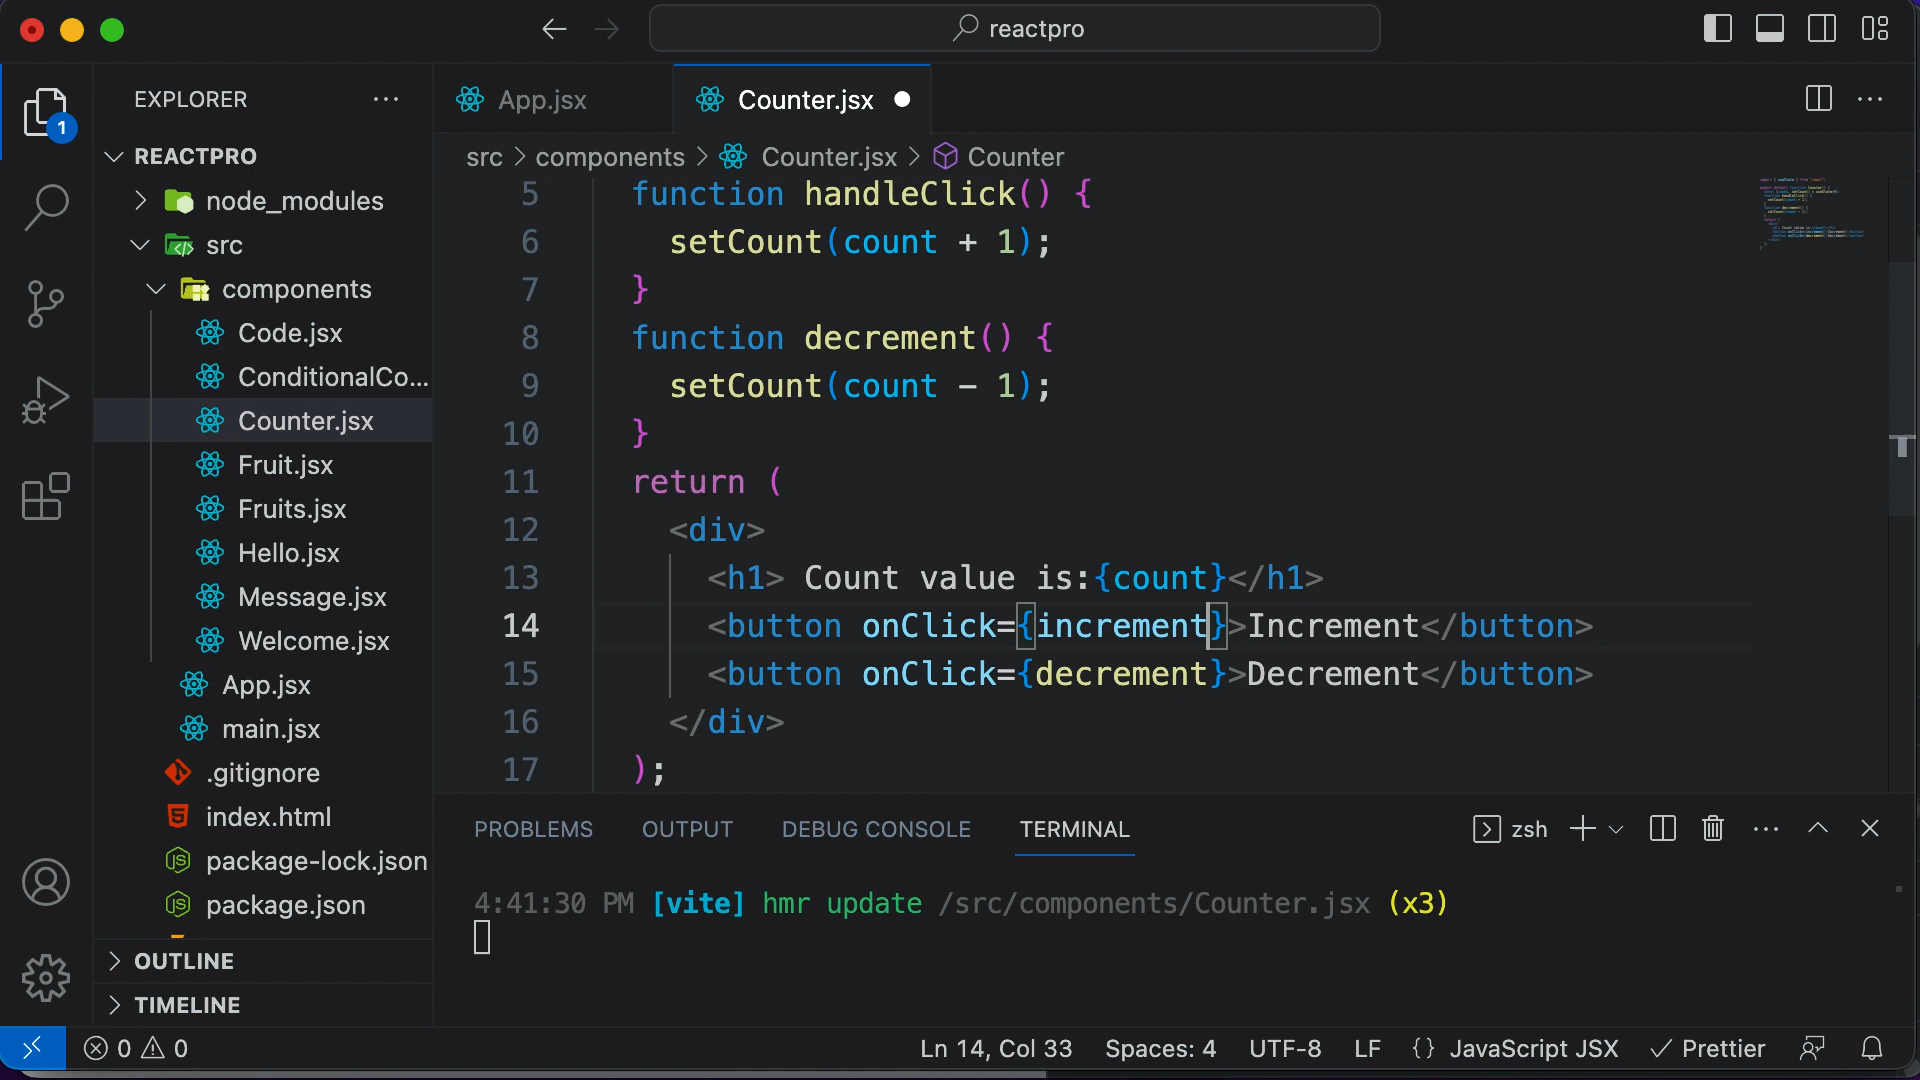 reactpro
1
EXPLORER
REACTPRO
node_modules
src
components
Code.jsx
ConditionalCo...
Counter.jsx
Fruit.jsx
Fruits.jsx
Hello.jsx
Message.jsx
Welcome.jsx
App.jsx
main.jsx
.gitignore
index.html
package-lock.json
package.json
OUTLINE
TIMELINE
App.jsx
Counter.jsx
src > components > Counter.jsx > Counter
5 function handleClick() {
6 setCount(count + 1);
7 }
8 function decrement() {
9 setCount(count - 1);
10 }
11 return (
12 <div>
13 <h1> Count value is:{count}</h1>
14 <button onClick={increment}>Increment</button>
15 <button onClick={decrement}>Decrement</button>
16 </div>
17 );
PROBLEMS OUTPUT DEBUG CONSOLE TERMINAL zsh
4:41:30 PM [vite] hmr update /src/components/Counter.jsx (x3)
0 0 Ln 14, Col 33 Spaces: 4 UTF-8 LF {} JavaScript JSX Prettier